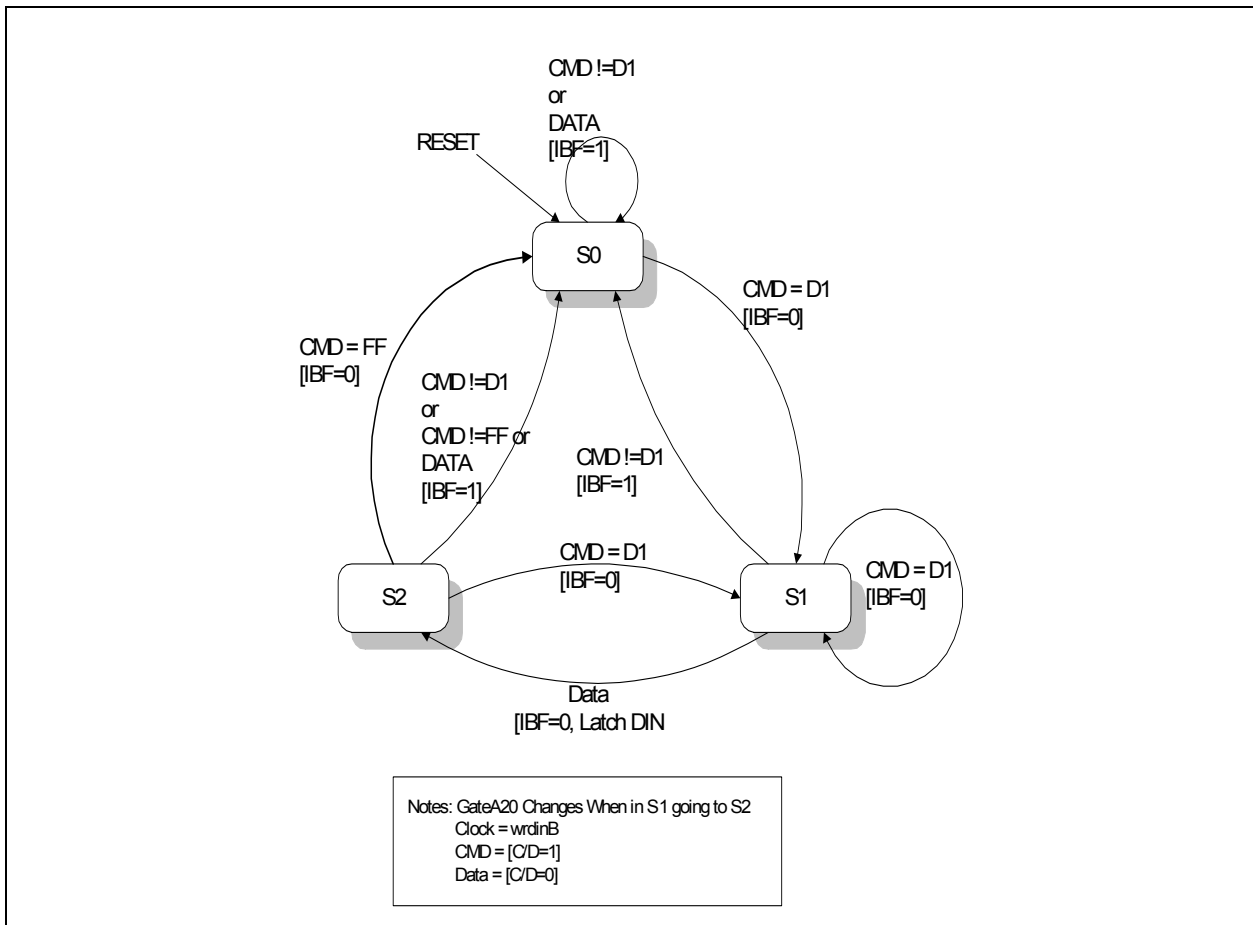 CMD !=D1
or
DATA
[IBF=1]
RESET
S0
CMD = D1
[IBF=0]
CMD = FF
[IBF=0]
CMD !=D1
or
CMD !=FF or
DATA
[IBF=1]
CMD !=D1
[IBF=1]
CMD = D1
[IBF=0]
S2
S1
CMD = D1
[IBF=0]
Data
[IBF=0, Latch DIN
Notes: GateA20 Changes When in S1 going to S2
Clock = wrdinB
CMD = [C/D=1]
Data = [C/D=0]